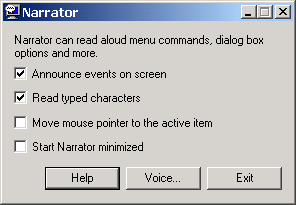 Narrator
Narrator can read aloud menu commands, dialog box
options and more.
Announce events on screen
Read typed characters
Move mouse pointer to the active item
Start Narrator minimized
Help Voice... Exit